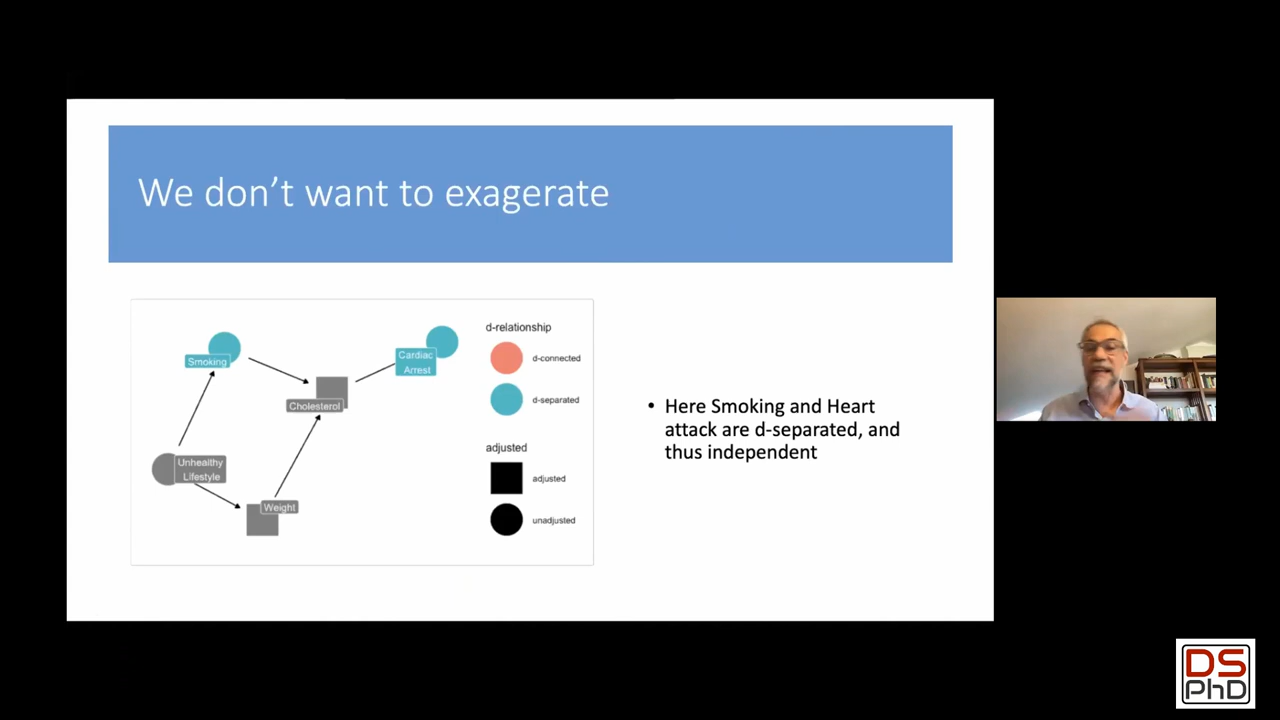 We don't want to exagerate
d-relationship
d-connected
d-separated
adjusted
adjusted
unadjusted
Smoking
Cardiac
Arrest
Cholesterol
Unhealthy
Lifestyle
Weight
• Here Smoking and Heart
attack are d-separated, and
thus independent
DS
PhD